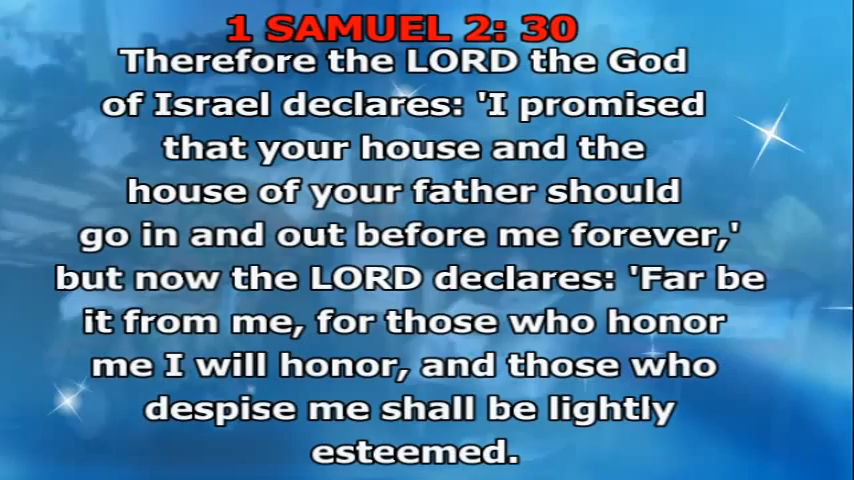 1 SAMUEL 2: 30
Therefore the LORD the God
of Israel declares: 'I promised
that your house and the
house of your father should
go in and out before me forever,'
but now the LORD declares: 'Far be
it from me, for those who honor
me I will honor, and those who
despise me shall be lightly
esteemed.